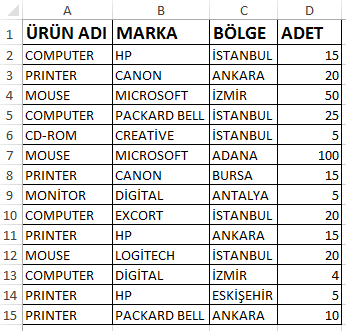 A B C D
1 ÜRÜN ADI MARKA BÖLGE ADET
2 COMPUTER HP İSTANBUL 15
3 PRINTER CANON ANKARA 20
4 MOUSE MICROSOFT İZMİR 50
5 COMPUTER PACKARD BELL İSTANBUL 25
6 CD-ROM CREATİVE İSTANBUL 5
7 MOUSE MICROSOFT ADANA 100
8 PRINTER CANON BURSA 15
9 MONİTOR DİGİTAL ANTALYA 5
10 COMPUTER EXCORT İSTANBUL 20
11 PRINTER HP ANKARA 15
12 MOUSE LOGİTECH İSTANBUL 20
13 COMPUTER DİGİTAL İZMİR 4
14 PRINTER HP ESKİŞEHİR 5
15 PRINTER PACKARD BELL ANKARA 10